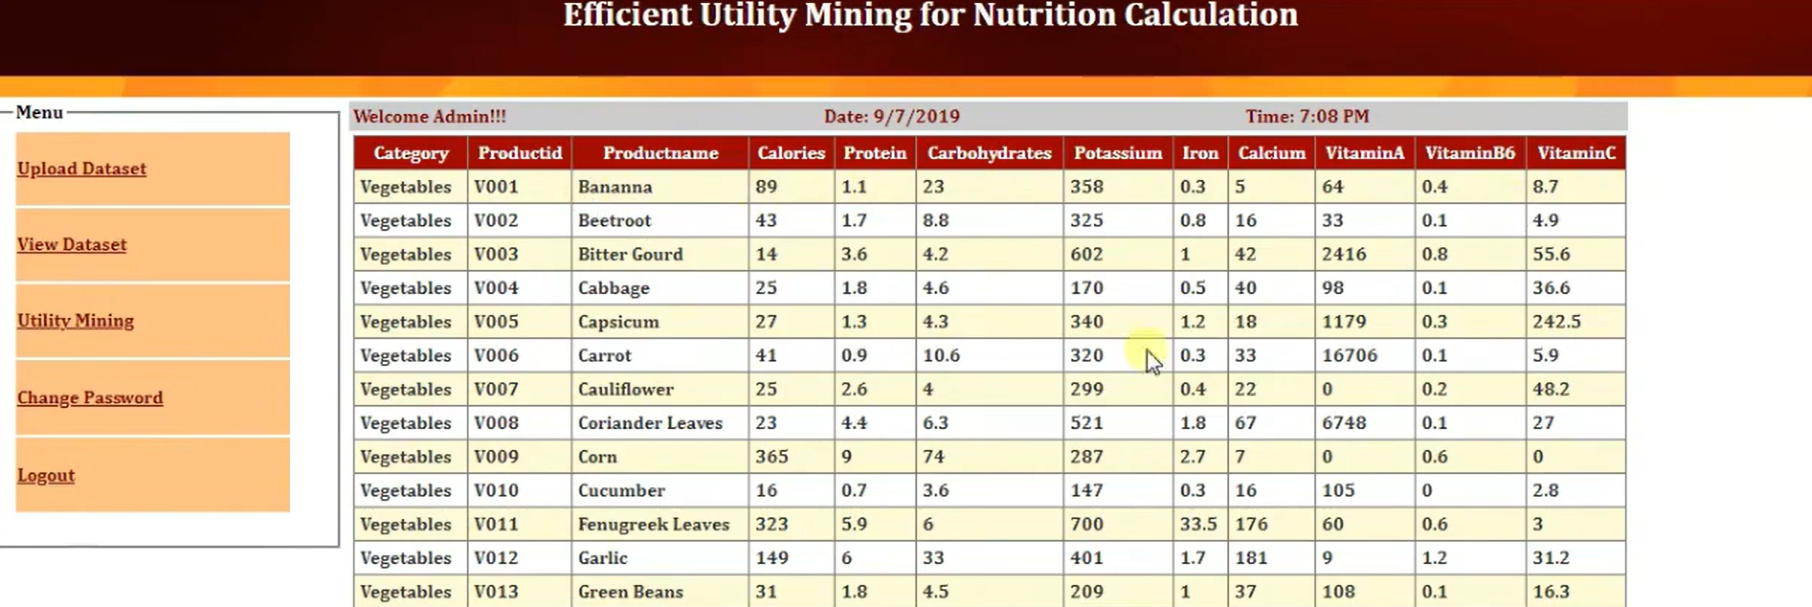 Efficient Utility Mining for Nutrition Calculation
Menu
Upload Dataset
View Dataset
Utility Mining
Change Password
Logout
Welcome Admin!!! Date: 9/7/2019 Time: 7:08 PM
Category Productid Productname Calories Protein Carbohydrates Potassium Iron Calcium VitaminA VitaminB6 VitaminC
Vegetables V001 Bananna 89 1.1 23 358 0.3 5 64 0.4 8.7
Vegetables V002 Beetroot 43 1.7 8.8 325 0.8 16 33 0.1 4.9
Vegetables V003 Bitter Gourd 14 3.6 4.2 602 1 42 2416 0.8 55.6
Vegetables V004 Cabbage 25 1.8 4.6 170 0.5 40 98 0.1 36.6
Vegetables V005 Capsicum 27 1.3 4.3 340 1.2 18 1179 0.3 242.5
Vegetables V006 Carrot 41 0.9 10.6 320 0.3 33 16706 0.1 5.9
Vegetables V007 Cauliflower 25 2.6 4 299 0.4 22 0 0.2 48.2
Vegetables V008 Coriander Leaves 23 4.4 6.3 521 1.8 67 6748 0.1 27
Vegetables V009 Corn 365 9 74 287 2.7 7 0 0.6 0
Vegetables V010 Cucumber 16 0.7 3.6 147 0.3 16 105 0 2.8
Vegetables V011 Fenugreek Leaves 323 5.9 6 700 33.5 176 60 0.6 3
Vegetables V012 Garlic 149 6 33 401 1.7 181 9 1.2 31.2
Vegetables V013 Green Beans 31 1.8 4.5 209 1 37 108 0.1 16.3